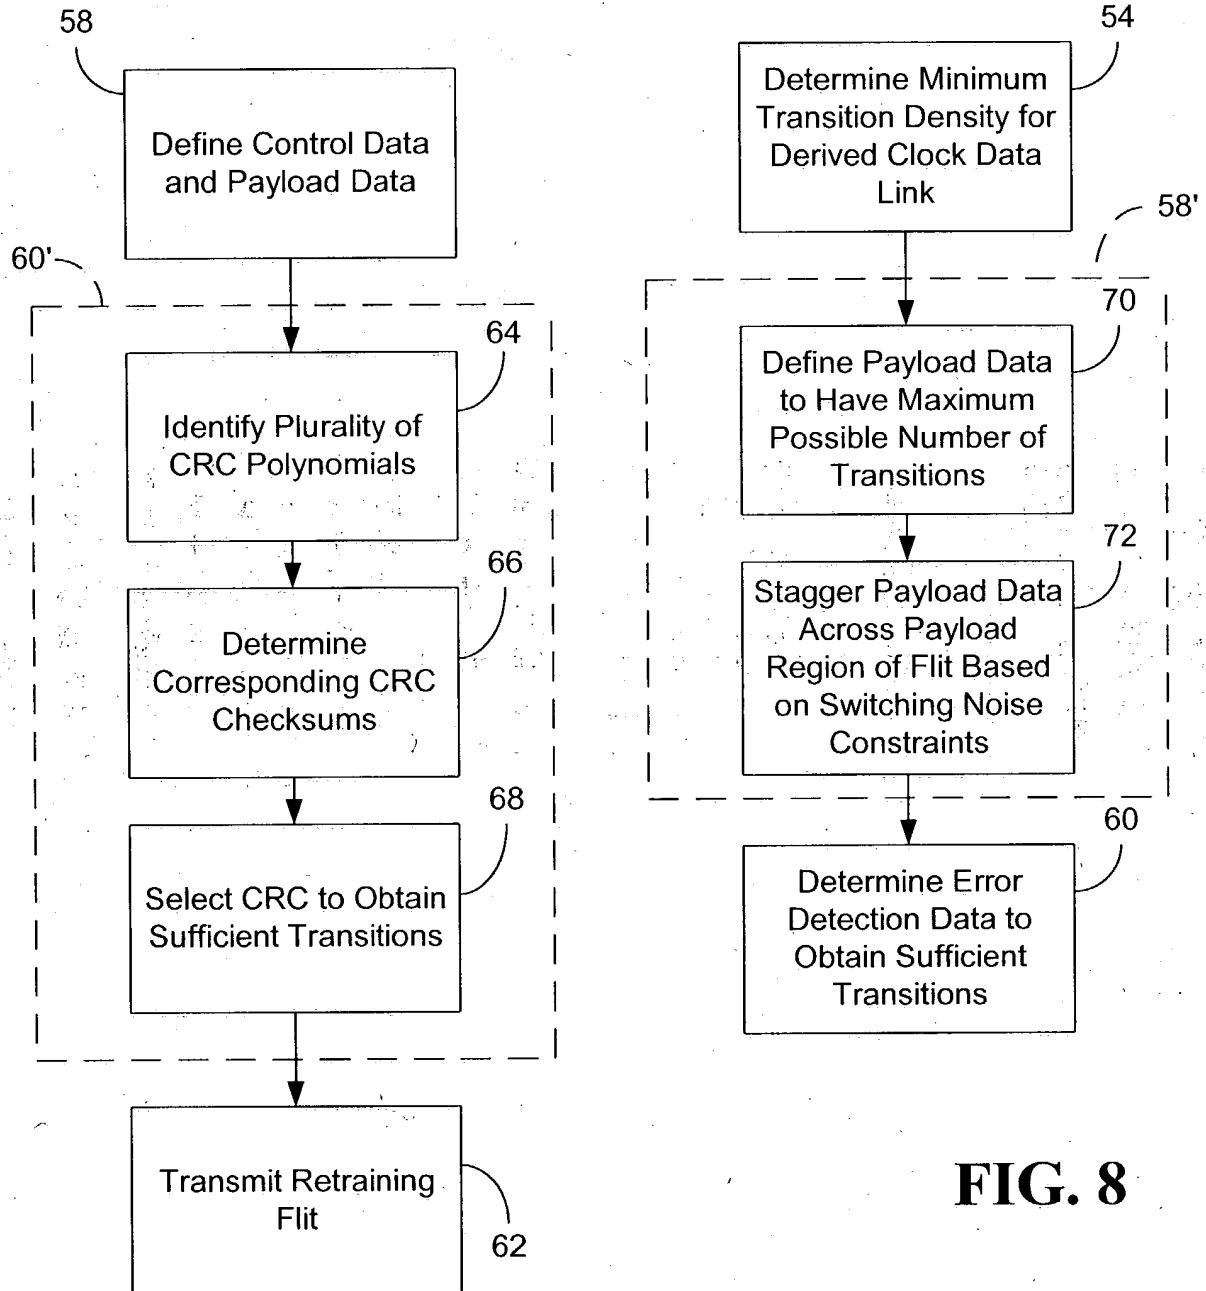 58
Define Control Data
and Payload Data
60'
64
Identify Plurality of
CRC Polynomials
66
Determine
Corresponding CRC
Checksums
68
Select CRC to Obtain
Sufficient Transitions
Transmit Retraining
Flit
62
54
Determine Minimum
Transition Density for
Derived Clock Data
Link
58'
70
Define Payload Data
to Have Maximum
Possible Number of
Transitions
72
Stagger Payload Data
Across Payload
Region of Flit Based
on Switching Noise
Constraints
60
Determine Error
Detection Data to
Obtain Sufficient
Transitions
FIG. 8